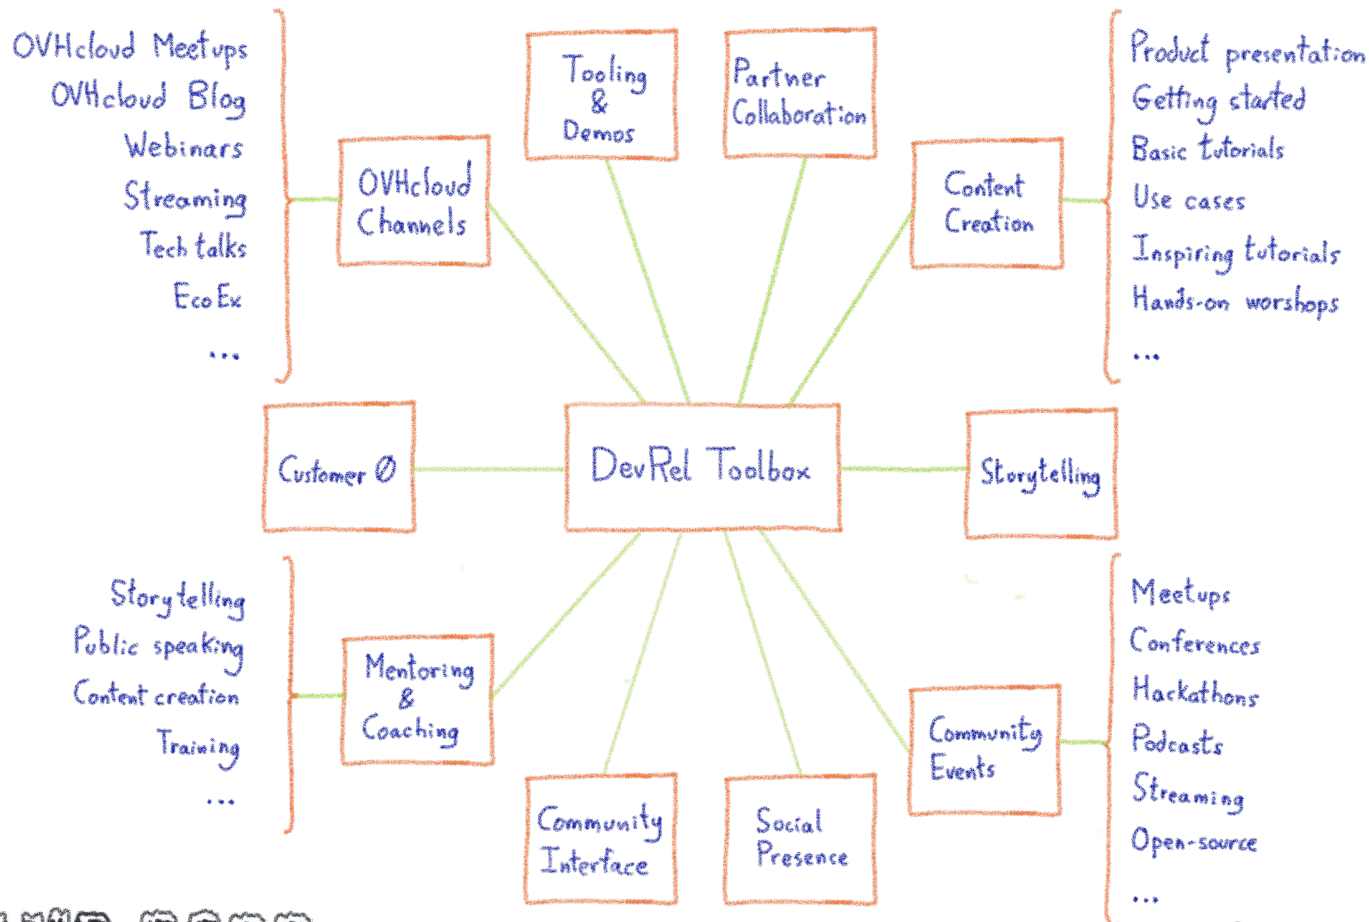 OVHcloud Meetups
OVHcloud Blog
Webinars
Streaming
Tech talks
EcoEx
...
OVHcloud
Channels
Tooling
&
Demos
Partner
Collaboration
Content
Creation
Product presentation
Getting started
Basic tutorials
Use cases
Inspiring tutorials
Hands-on worshops
...
Customer Ø
DevRel Toolbox
Storytelling
Storytelling
Public speaking
Content creation
Training
...
Mentoring
&
Coaching
Community
Interface
Social
Presence
Community
Events
Meetups
Conferences
Hackathons
Podcasts
Streaming
Open-source
...